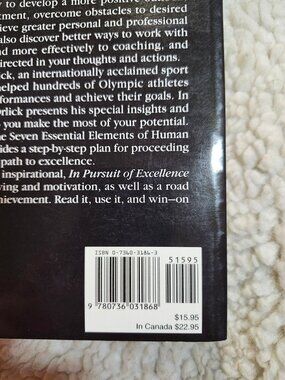 to develop a more positive
tment, overcome obstacles to desired
ieve greater personal and professional
also discover better ways to work with
nd more effectively to coaching, and
directed in your thoughts and actions.
ick, an internationally acclaimed sport
helped hundreds of Olympic athletes
formances and achieve their goals. In
Orlick presents his special insights and
you make the most of your potential.
he Seven Essential Elements of Human
ides a step-by-step plan for proceeding
path to excellence.
inspirational, In Pursuit of Excellence
ving and motivation, as well as a road
hievement. Read it, use it, and win—on
ISBN 0-7360-3186-3
51595
9 780736 031868
$15.95
In Canada $22.95